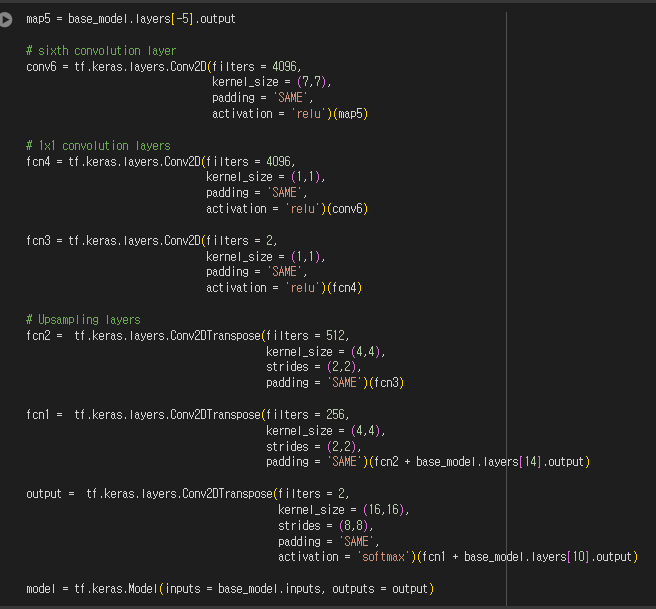 map5 = base_model.layers[-5].output
# sixth convolution layer
conv6 = tf.keras.layers.Conv2D(filters = 4096,
kernel_size = (7,7),
padding = 'SAME',
activation = 'relu')(map5)
# 1x1 convolution layers
fcn4 = tf.keras.layers.Conv2D(filters = 4096,
kernel_size = (1,1),
padding = 'SAME',
activation = 'relu')(conv6)
fcn3 = tf.keras.layers.Conv2D(filters = 2,
kernel_size = (1,1),
padding = 'SAME',
activation = 'relu')(fcn4)
# Upsampling layers
fcn2 =  tf.keras.layers.Conv2DTranspose(filters = 512,
kernel_size = (4,4),
strides = (2,2),
padding = 'SAME')(fcn3)
fcn1 =  tf.keras.layers.Conv2DTranspose(filters = 256,
kernel_size = (4,4),
strides = (2,2),
padding = 'SAME')(fcn2 + base_model.layers[14].output)
output =  tf.keras.layers.Conv2DTranspose(filters = 2,
kernel_size = (16,16),
strides = (8,8),
padding = 'SAME',
activation = 'softmax')(fcn1 + base_model.layers[10].output)
model = tf.keras.Model(inputs = base_model.inputs, outputs = output)